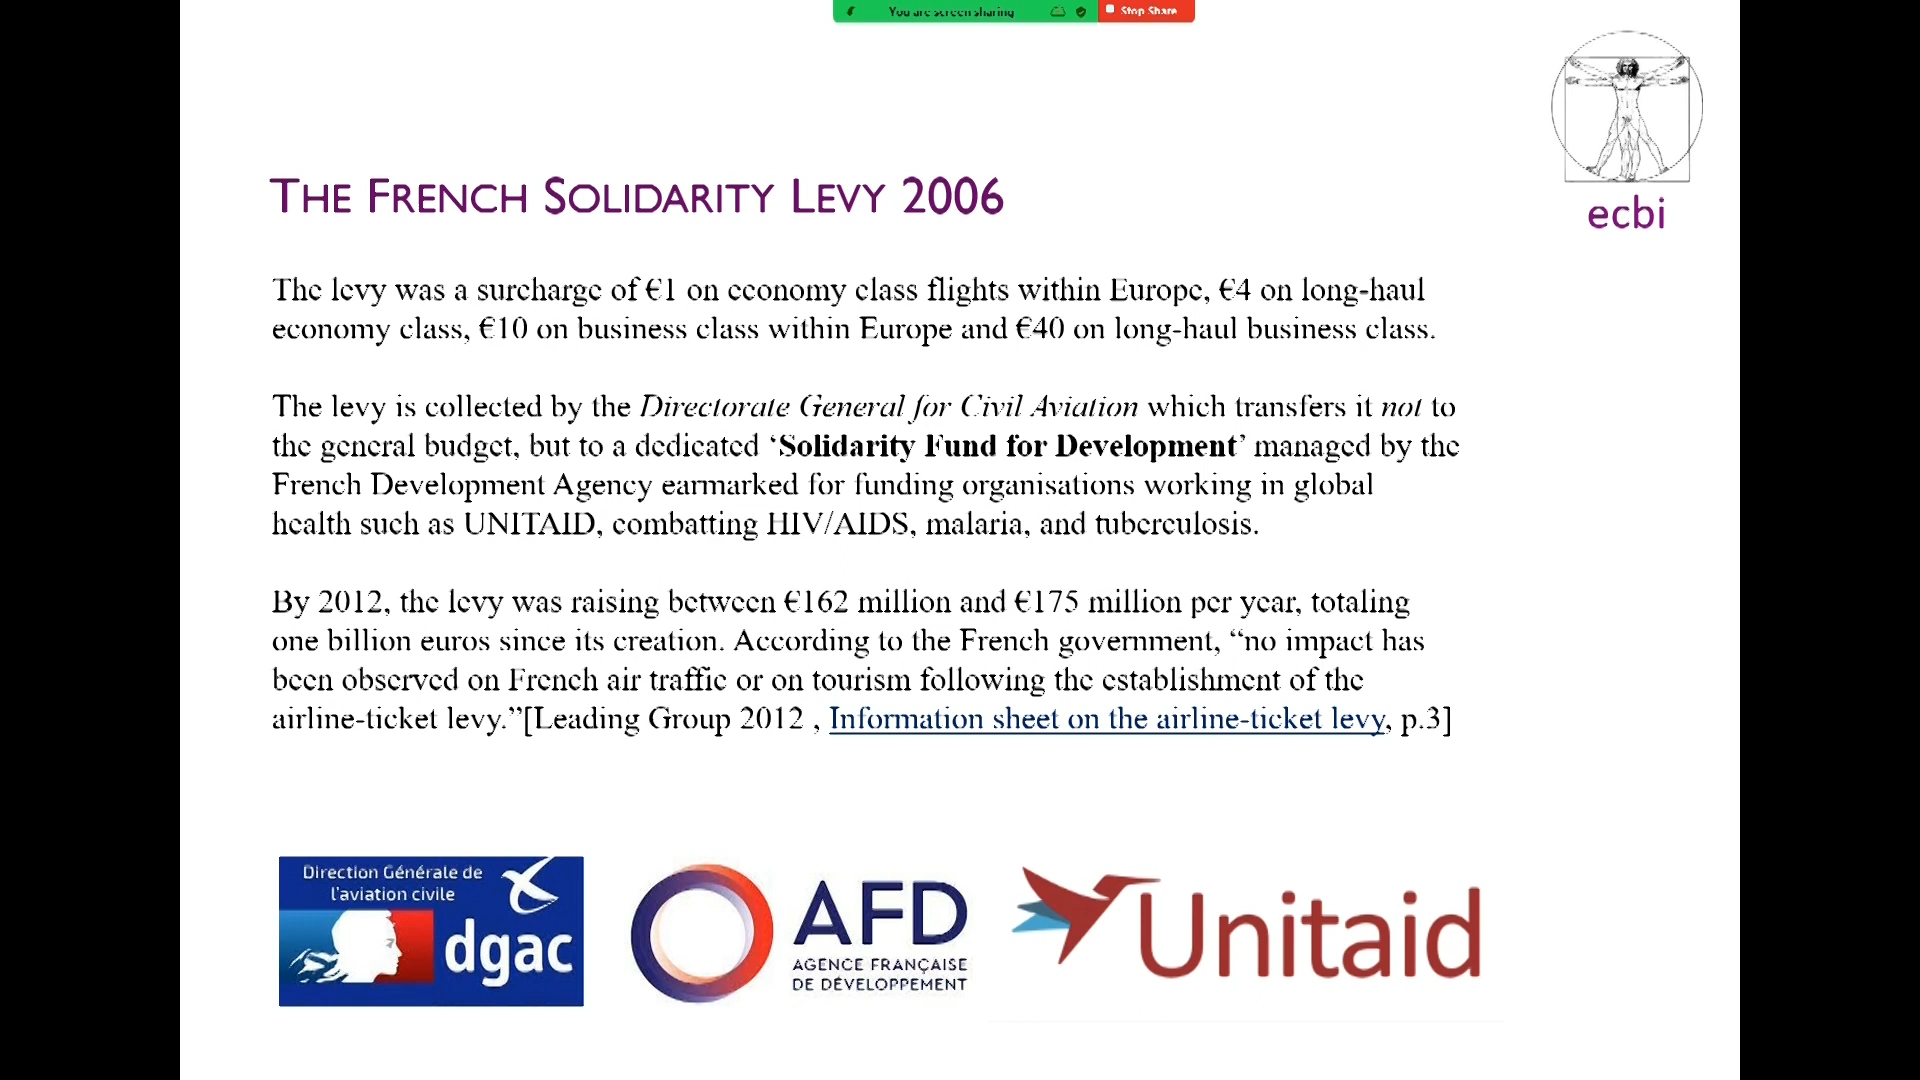 You are screen sharing
Stop Share
ecbi
THE FRENCH SOLIDARITY LEVY 2006
The levy was a surcharge of €1 on economy class flights within Europe, €4 on long-haul
economy class, €10 on business class within Europe and €40 on long-haul business class.
The levy is collected by the Directorate General for Civil Aviation which transfers it not to
the general budget, but to a dedicated ‘Solidarity Fund for Development’ managed by the
French Development Agency earmarked for funding organisations working in global
health such as UNITAID, combatting HIV/AIDS, malaria, and tuberculosis.
By 2012, the levy was raising between €162 million and €175 million per year, totaling
one billion euros since its creation. According to the French government, “no impact has
been observed on French air traffic or on tourism following the establishment of the
airline-ticket levy.”[Leading Group 2012 , Information sheet on the airline-ticket levy, p.3]
Direction Générale de
l'aviation civile
dgac
AFD
AGENCE FRANÇAISE
DE DÉVELOPPEMENT
Unitaid